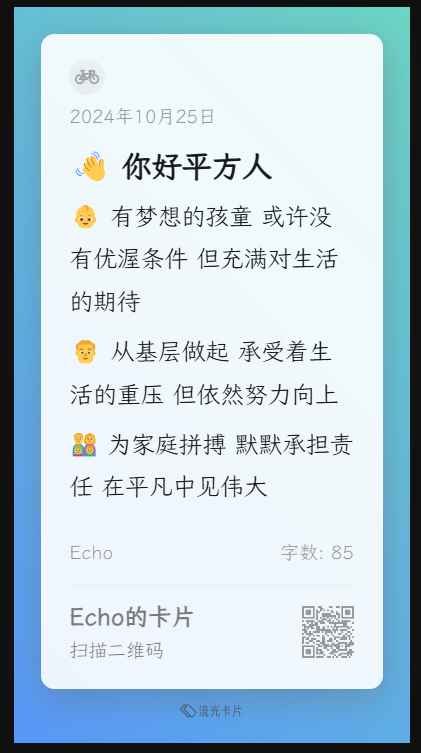 2024年10月25日
👋 你好平方人
👶 有梦想的孩童 或许没
有优渥条件 但充满对生活
的期待
👨 从基层做起 承受着生
活的重压 但依然努力向上
👨‍👩‍👧‍👦 为家庭拼搏 默默承担责
任 在平凡中见伟大
Echo 字数: 85
Echo的卡片
扫描二维码
流光卡片